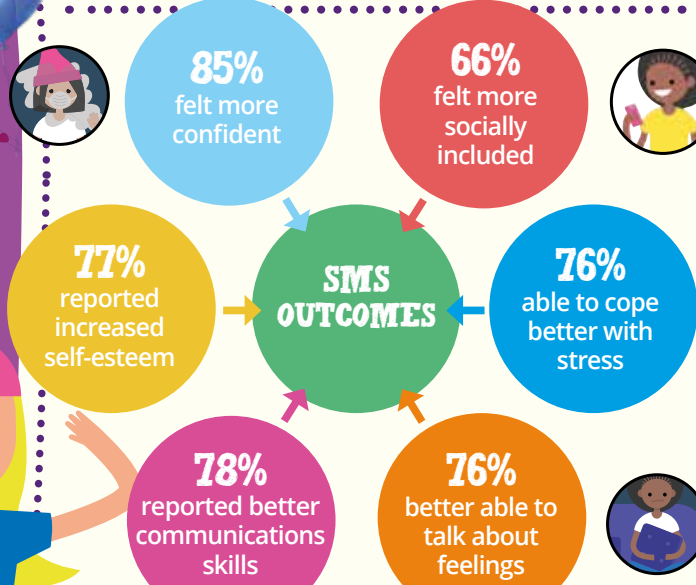 85%
felt more
confident
66%
felt more
socially
included
77%
reported
increased
self-esteem
SMS
OUTCOMES
76%
able to cope
better with
stress
78%
reported better
communications
skills
76%
better able to
talk about
feelings